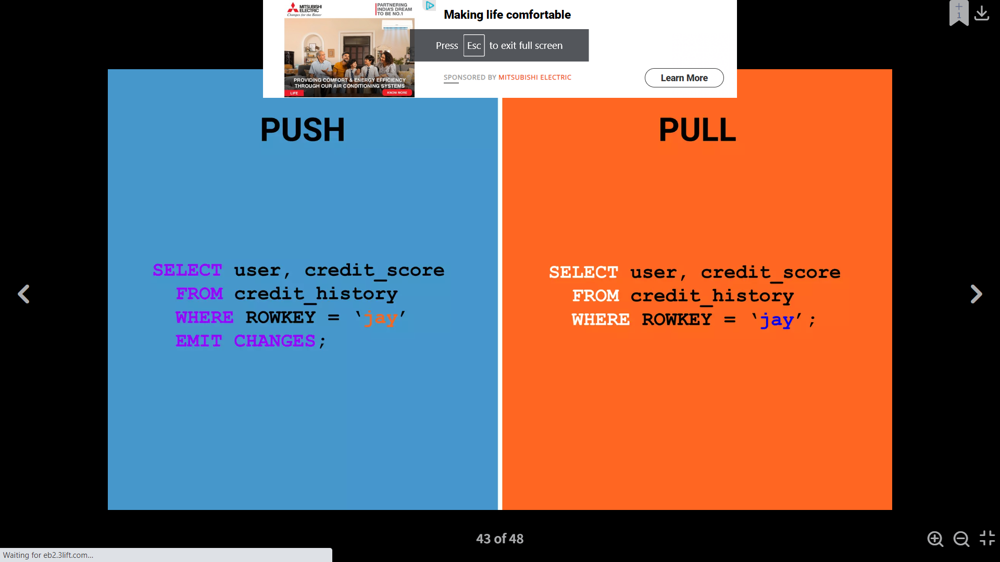 MITSUBISHI
ELECTRIC
Changes for the Better
PARTNERING
INDIA'S DREAM
TO BE NO.1
PROVIDING COMFORT & ENERGY EFFICIENCY
THROUGH OUR AIR CONDITIONING SYSTEMS
LIFE
KNOW MORE
Making life comfortable
Press Esc to exit full screen
SPONSORED BY MITSUBISHI ELECTRIC
Learn More
+
1
PUSH
SELECT user, credit_score
FROM credit_history
WHERE ROWKEY = ‘jay’
EMIT CHANGES;
PULL
SELECT user, credit_score
FROM credit_history
WHERE ROWKEY = ‘jay’;
43 of 48
Waiting for eb2.3lift.com...